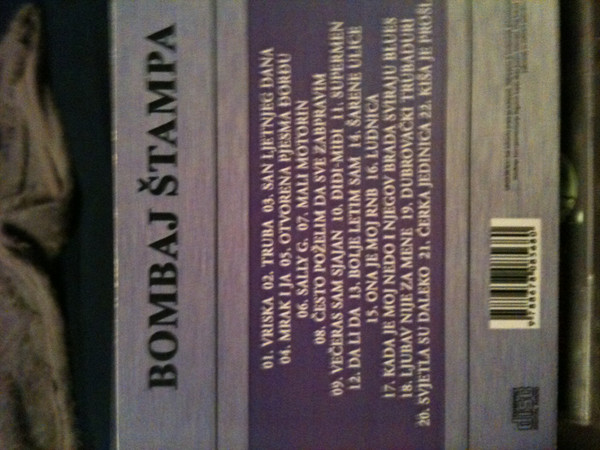 BOMBAJ ŠTAMPA
01. VRISKA 02. TRUBA 03. SAN LJETNJEG DANA
04. MRAK I JA 05. OTVORENA PJESMA ĐORĐU
06. SALLY G. 07. MALI MOTORIN
08. ČESTO POŽELIM DA SVE ZABPRAVIM
09. VEČERAS SAM SJAJAN 10. DIDI-MIDI 11. SUPERMEN
12. DA LI DA 13. BOLJE LETIM SAM 14. ŠARENE ULICE
15. ONA JE MOJ RNB 16. LUDNICA
17. KADA JE MOJ NEDO I NJEGOV BRADA SVIRAJU BLUES
18. LJUBAV NIJE ZA MENE 19. DUBROVAČKI TRUBADURI
20. SVJETLA SU DALEKO 21. ČERKA JEDINICA 22. KIŠA JE PROŠL